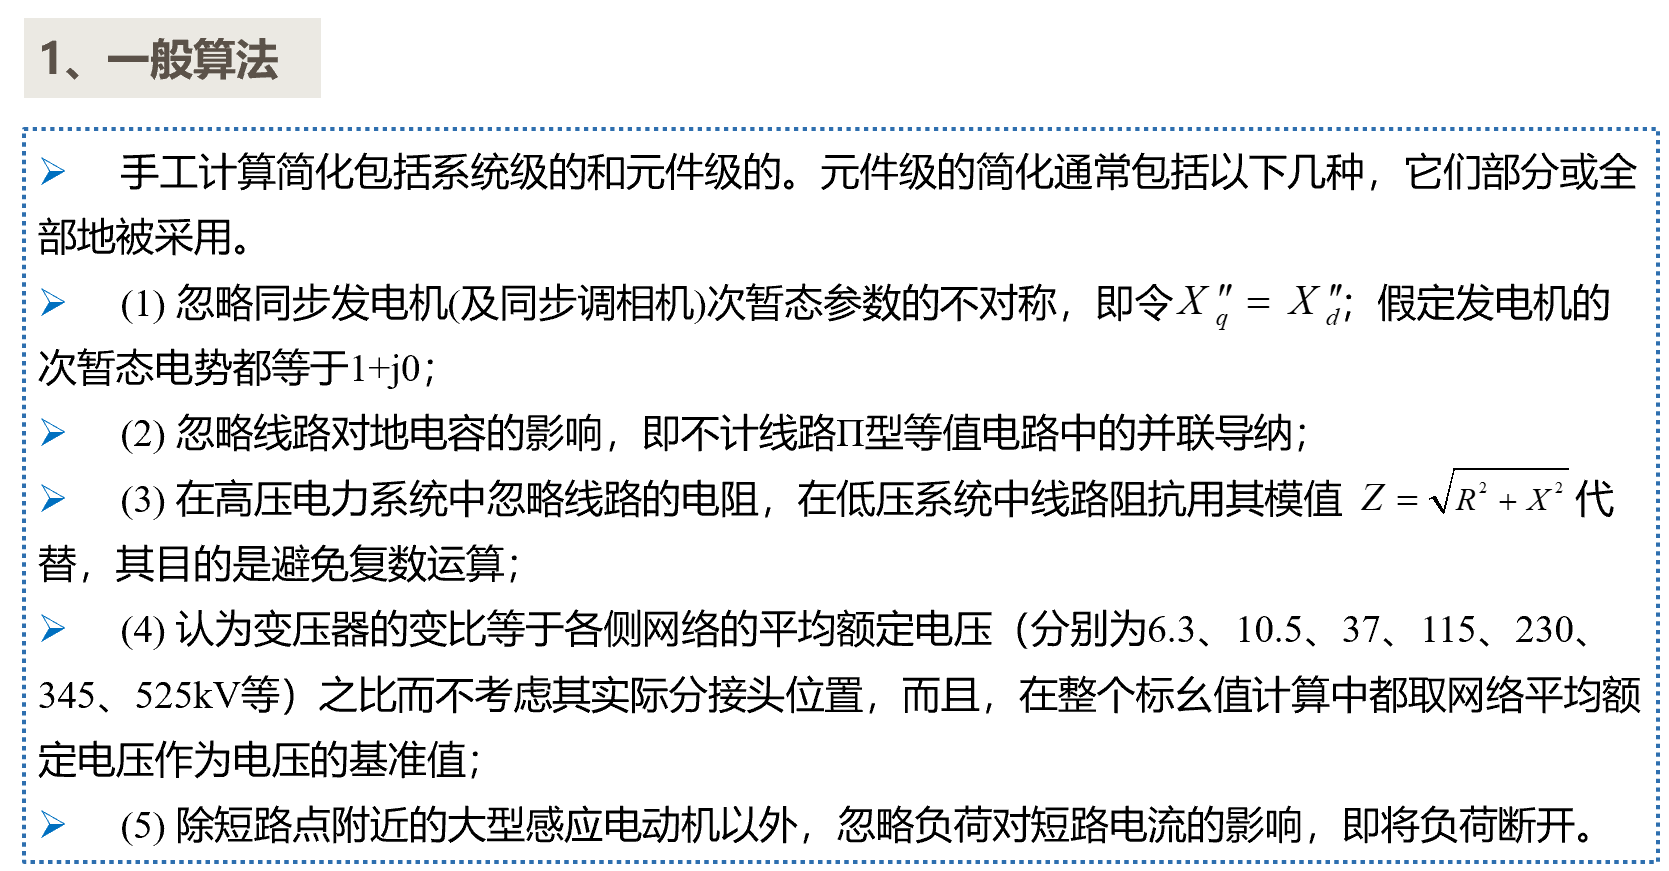 1、一般算法
➢ 手工计算简化包括系统级的和元件级的。元件级的简化通常包括以下几种，它们部分或全
部地被采用。
➢ (1) 忽略同步发电机(及同步调相机)次暂态参数的不对称，即令X″q = X″d；假定发电机的
次暂态电势都等于1+j0；
➢ (2) 忽略线路对地电容的影响，即不计线路Π型等值电路中的并联导纳；
➢ (3) 在高压电力系统中忽略线路的电阻，在低压系统中线路阻抗用其模值 Z = √(R² + X²) 代
替，其目的是避免复数运算；
➢ (4) 认为变压器的变比等于各侧网络的平均额定电压（分别为6.3、10.5、37、115、230、
345、525kV等）之比而不考虑其实际分接头位置，而且，在整个标幺值计算中都取网络平均额
定电压作为电压的基准值；
➢ (5) 除短路点附近的大型感应电动机以外，忽略负荷对短路电流的影响，即将负荷断开。